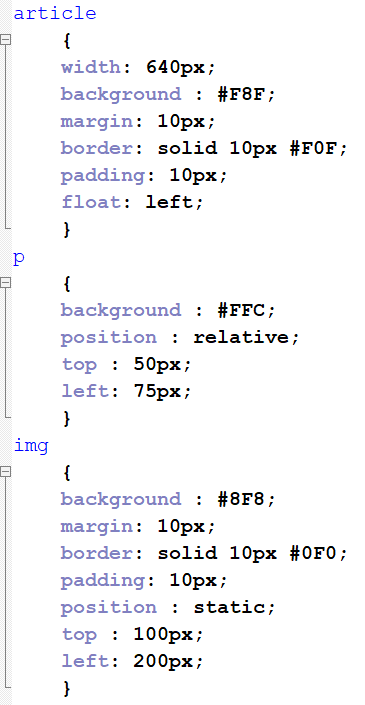 article
{
width: 640px;
background : #F8F;
margin: 10px;
border: solid 10px #F0F;
padding: 10px;
float: left;
}
p
{
background : #FFC;
position : relative;
top : 50px;
left: 75px;
}
img
{
background : #8F8;
margin: 10px;
border: solid 10px #0F0;
padding: 10px;
position : static;
top : 100px;
left: 200px;
}